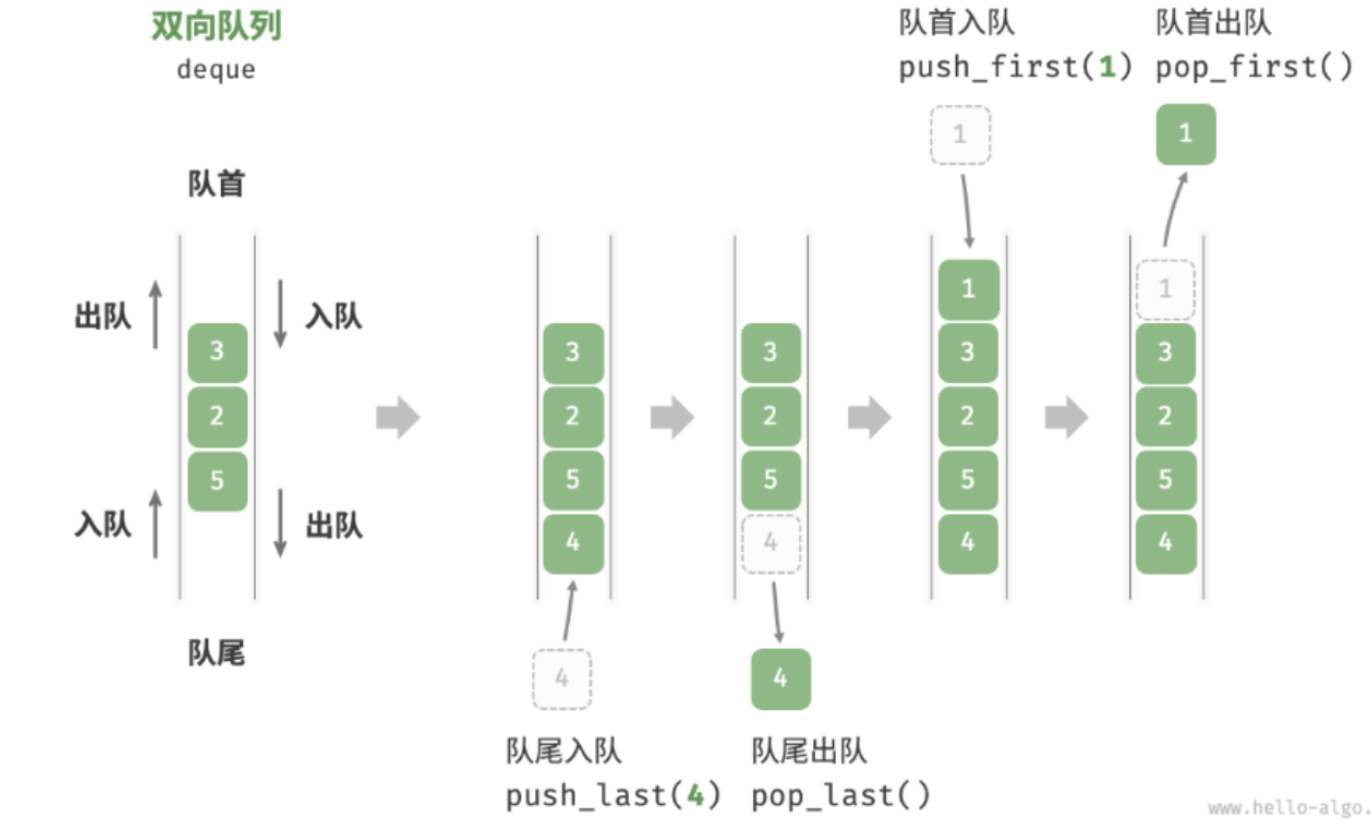 双向队列
deque
队首
出队
入队
3
2
5
入队
出队
队尾
3
2
5
4
4
队尾入队
push_last(4)
3
2
5
4
4
队尾出队
pop_last()
队首入队
push_first(1)
1
1
3
2
5
4
队首出队
pop_first()
1
1
3
2
5
4
www.hello-algo.